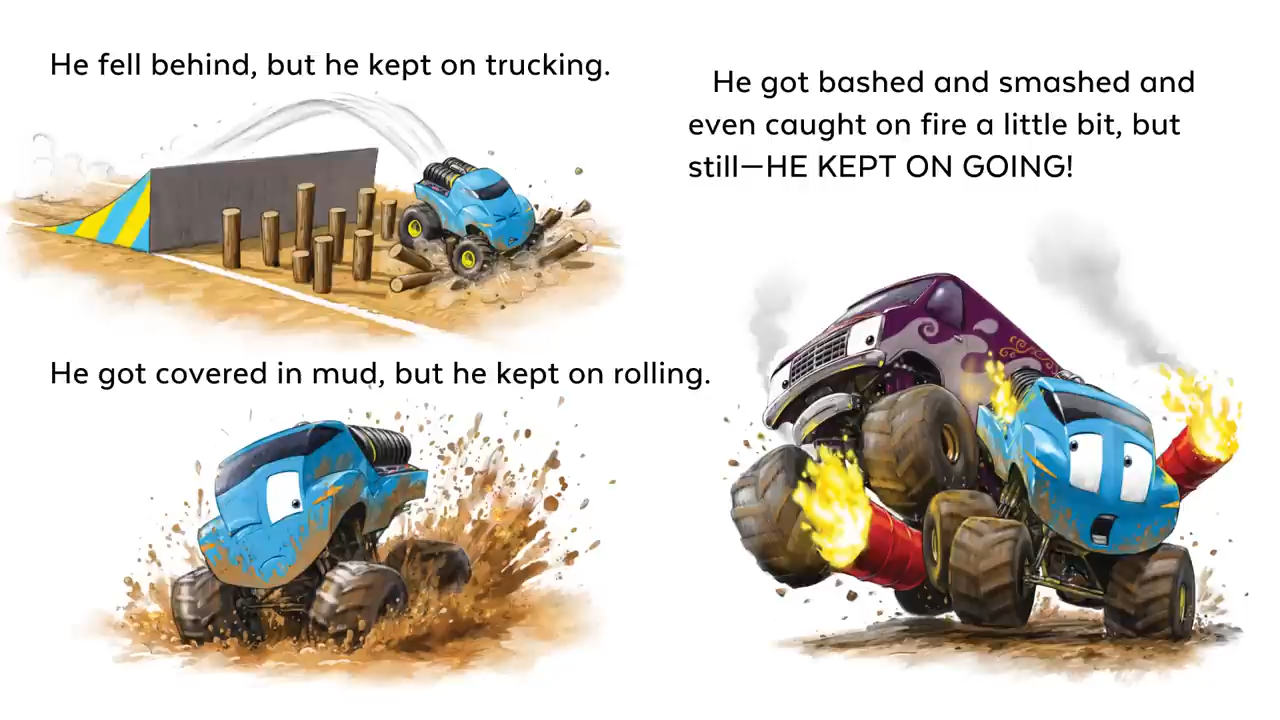 He fell behind, but he kept on trucking.
He got covered in mud, but he kept on rolling.
He got bashed and smashed and
even caught on fire a little bit, but
still—HE KEPT ON GOING!